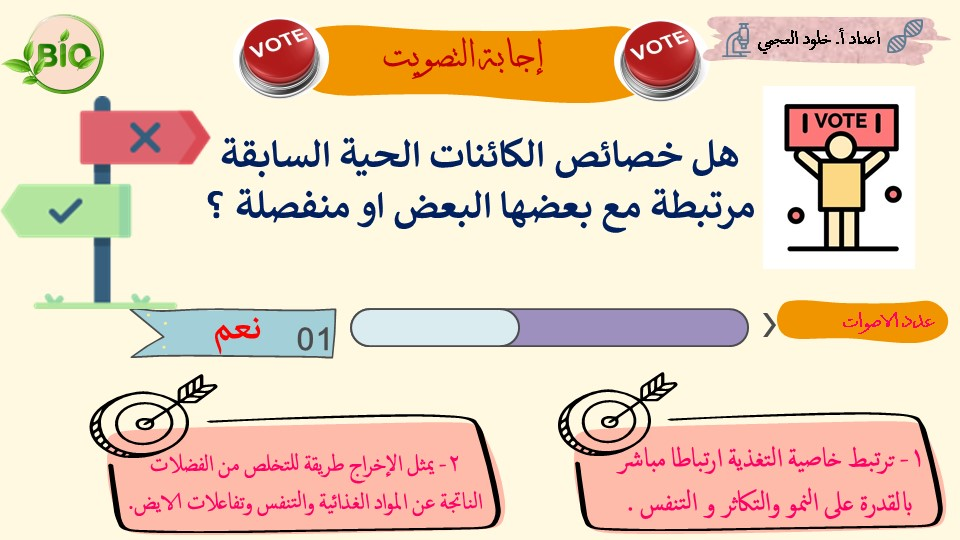 BIO
VOTE
إجابة التصويت
VOTE
اعداد أ. خلود العجمي
VOTE
هل خصائص الكائنات الحية السابقة
مرتبطة مع بعضها البعض او منفصلة ؟
عدد الاصوات
01 نعم
١- ترتبط خاصية التغذية ارتباطا مباشر
بالقدرة على النمو والتكاثر و التنفس .
٢- يمثل الإخراج طريقة للتخلص من الفضلات
الناتجة عن المواد الغذائية والتنفس وتفاعلات الايض.